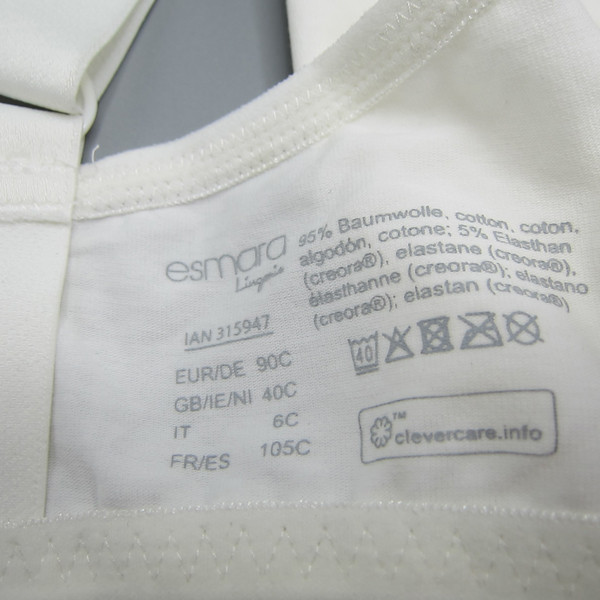 esmara
Lingerie
95% Baumwolle, cotton, coton,
algodón, cotone; 5% Elasthan
(creora®), elastane (creora®),
élasthanne (creora®); elastano
(creora®); elastan (creora®)
IAN 315947
EUR/DE 90C
GB/IE/NI 40C
IT 6C
FR/ES 105C
40
™
clevercare.info